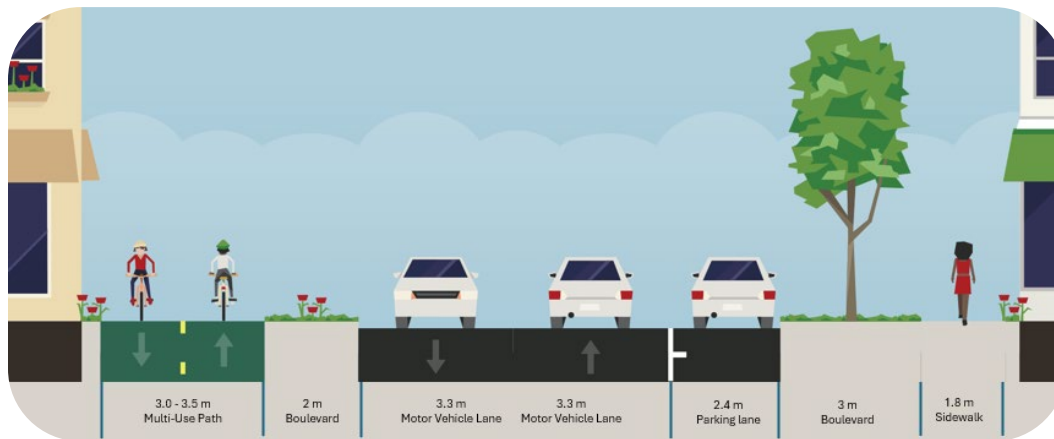 3.0 - 3.5 m
Multi-Use Path
2 m
Boulevard
3.3 m
Motor Vehicle Lane
3.3 m
Motor Vehicle Lane
2.4 m
Parking lane
3 m
Boulevard
1.8 m
Sidewalk